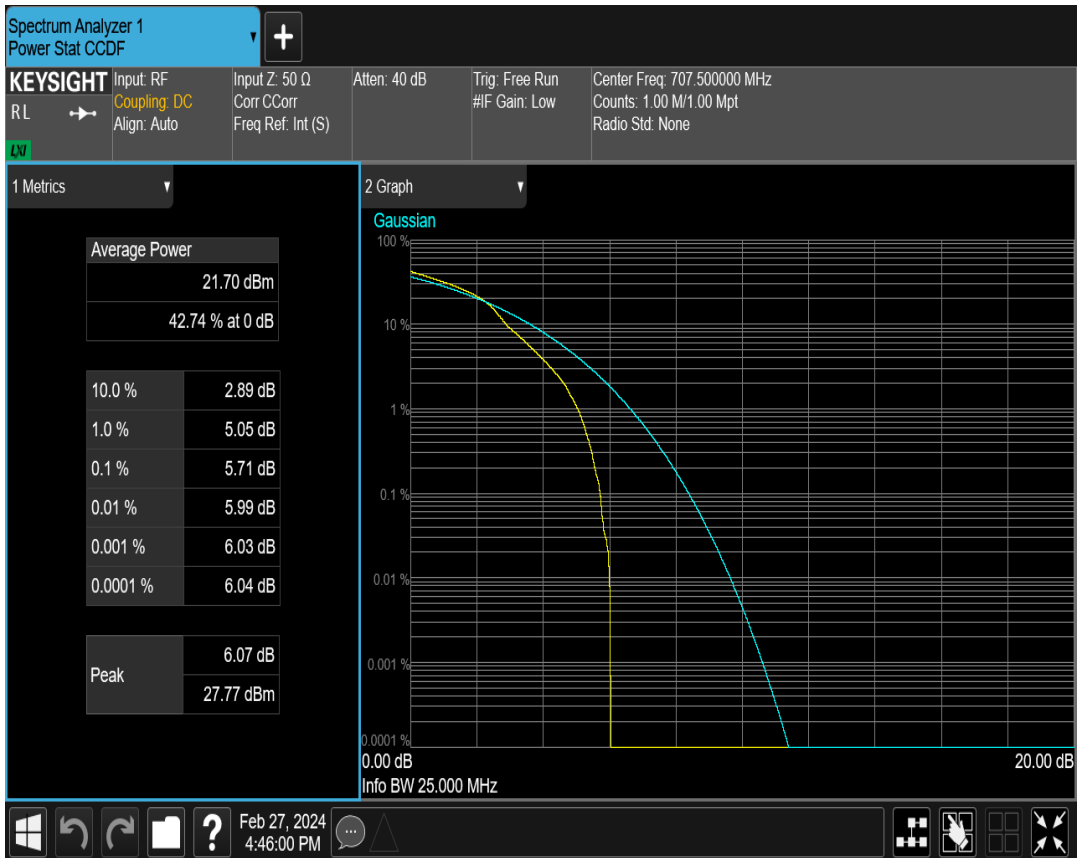 Spectrum Analyzer 1
Power Stat CCDF
+
KEYSIGHT
RL
LXI
Input: RF
Coupling: DC
Align: Auto
Input Z: 50 Ω
Corr CCorr
Freq Ref: Int (S)
Atten: 40 dB
Trig: Free Run
#IF Gain: Low
Center Freq: 707.500000 MHz
Counts: 1.00 M/1.00 Mpt
Radio Std: None
1 Metrics
Average Power
21.70 dBm
42.74 % at 0 dB
10.0 % 2.89 dB
1.0 % 5.05 dB
0.1 % 5.71 dB
0.01 % 5.99 dB
0.001 % 6.03 dB
0.0001 % 6.04 dB
Peak
6.07 dB
27.77 dBm
2 Graph
Gaussian
100 %
10 %
1 %
0.1 %
0.01 %
0.001 %
0.0001 %
0.00 dB 20.00 dB
Info BW 25.000 MHz
?
Feb 27, 2024
4:46:00 PM